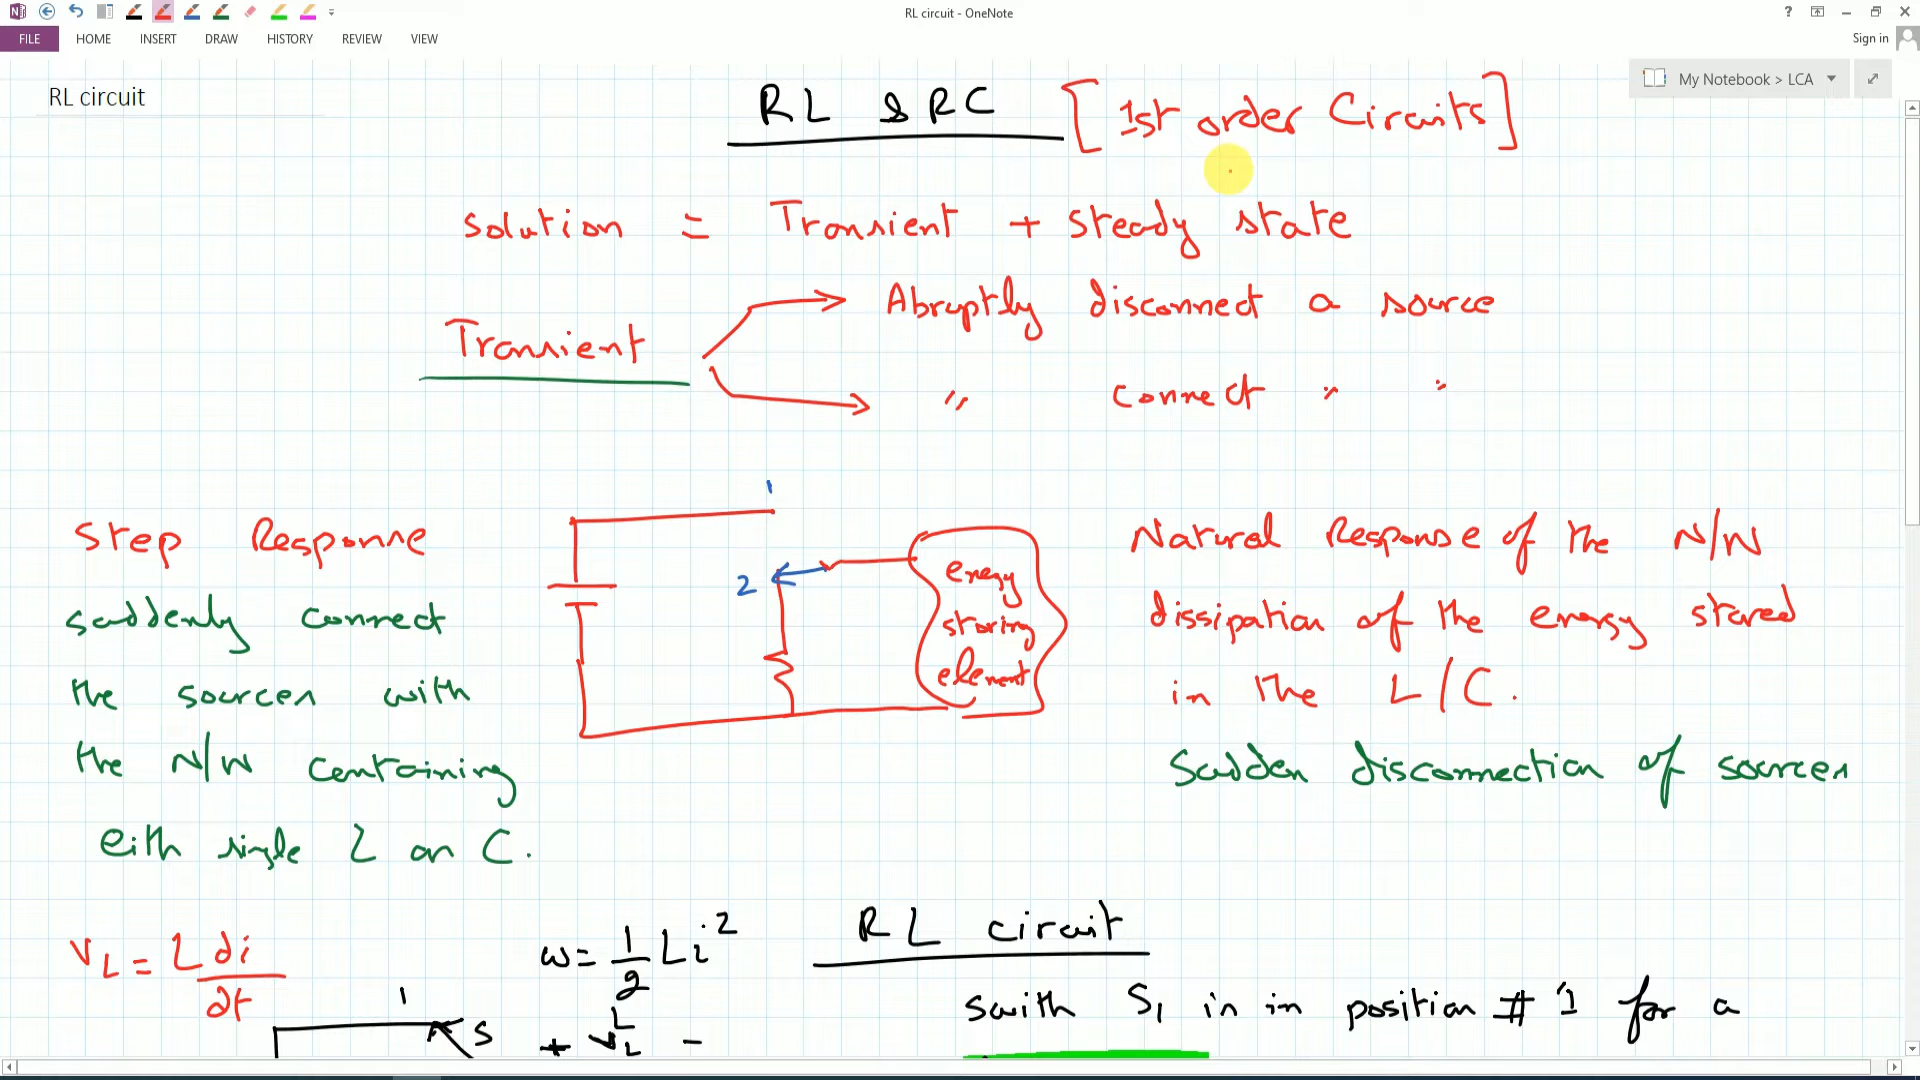 RL circuit - OneNote
FILE HOME INSERT DRAW HISTORY REVIEW VIEW
Sign in
My Notebook > LCA
RL circuit
RL & RC [1st order Circuits]
solution = Transient + steady state
Transient
Abruptly disconnect a source
" connect " "
1
2
energy
storing
element
Step Response
suddenly connect
the sources with
the N/W containing
eith single L or C.
Natural Response of the N/W
dissipation of the energy stored
in the L/C.
Sudden disconnection of sources
vL = L di
dt
w = 1/2 Li²
RL circuit
swith S1 in in position # 1 for a
1
S
L
+ vL -